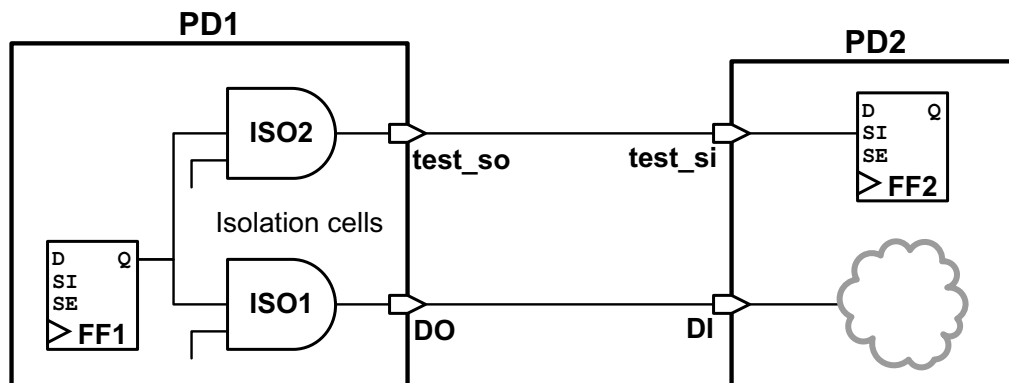 PD1
PD2
ISO2
D Q
SI
SE
FF2
test_so
test_si
Isolation cells
D Q
SI
SE
FF1
ISO1
DO
DI